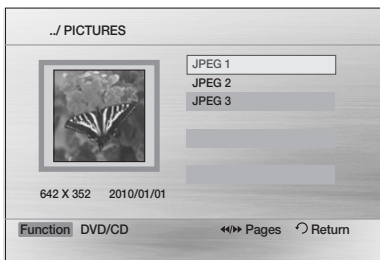 ../ PICTURES
JPEG 1
JPEG 2
JPEG 3
642 X 352 2010/01/01
Function DVD/CD Pages Return